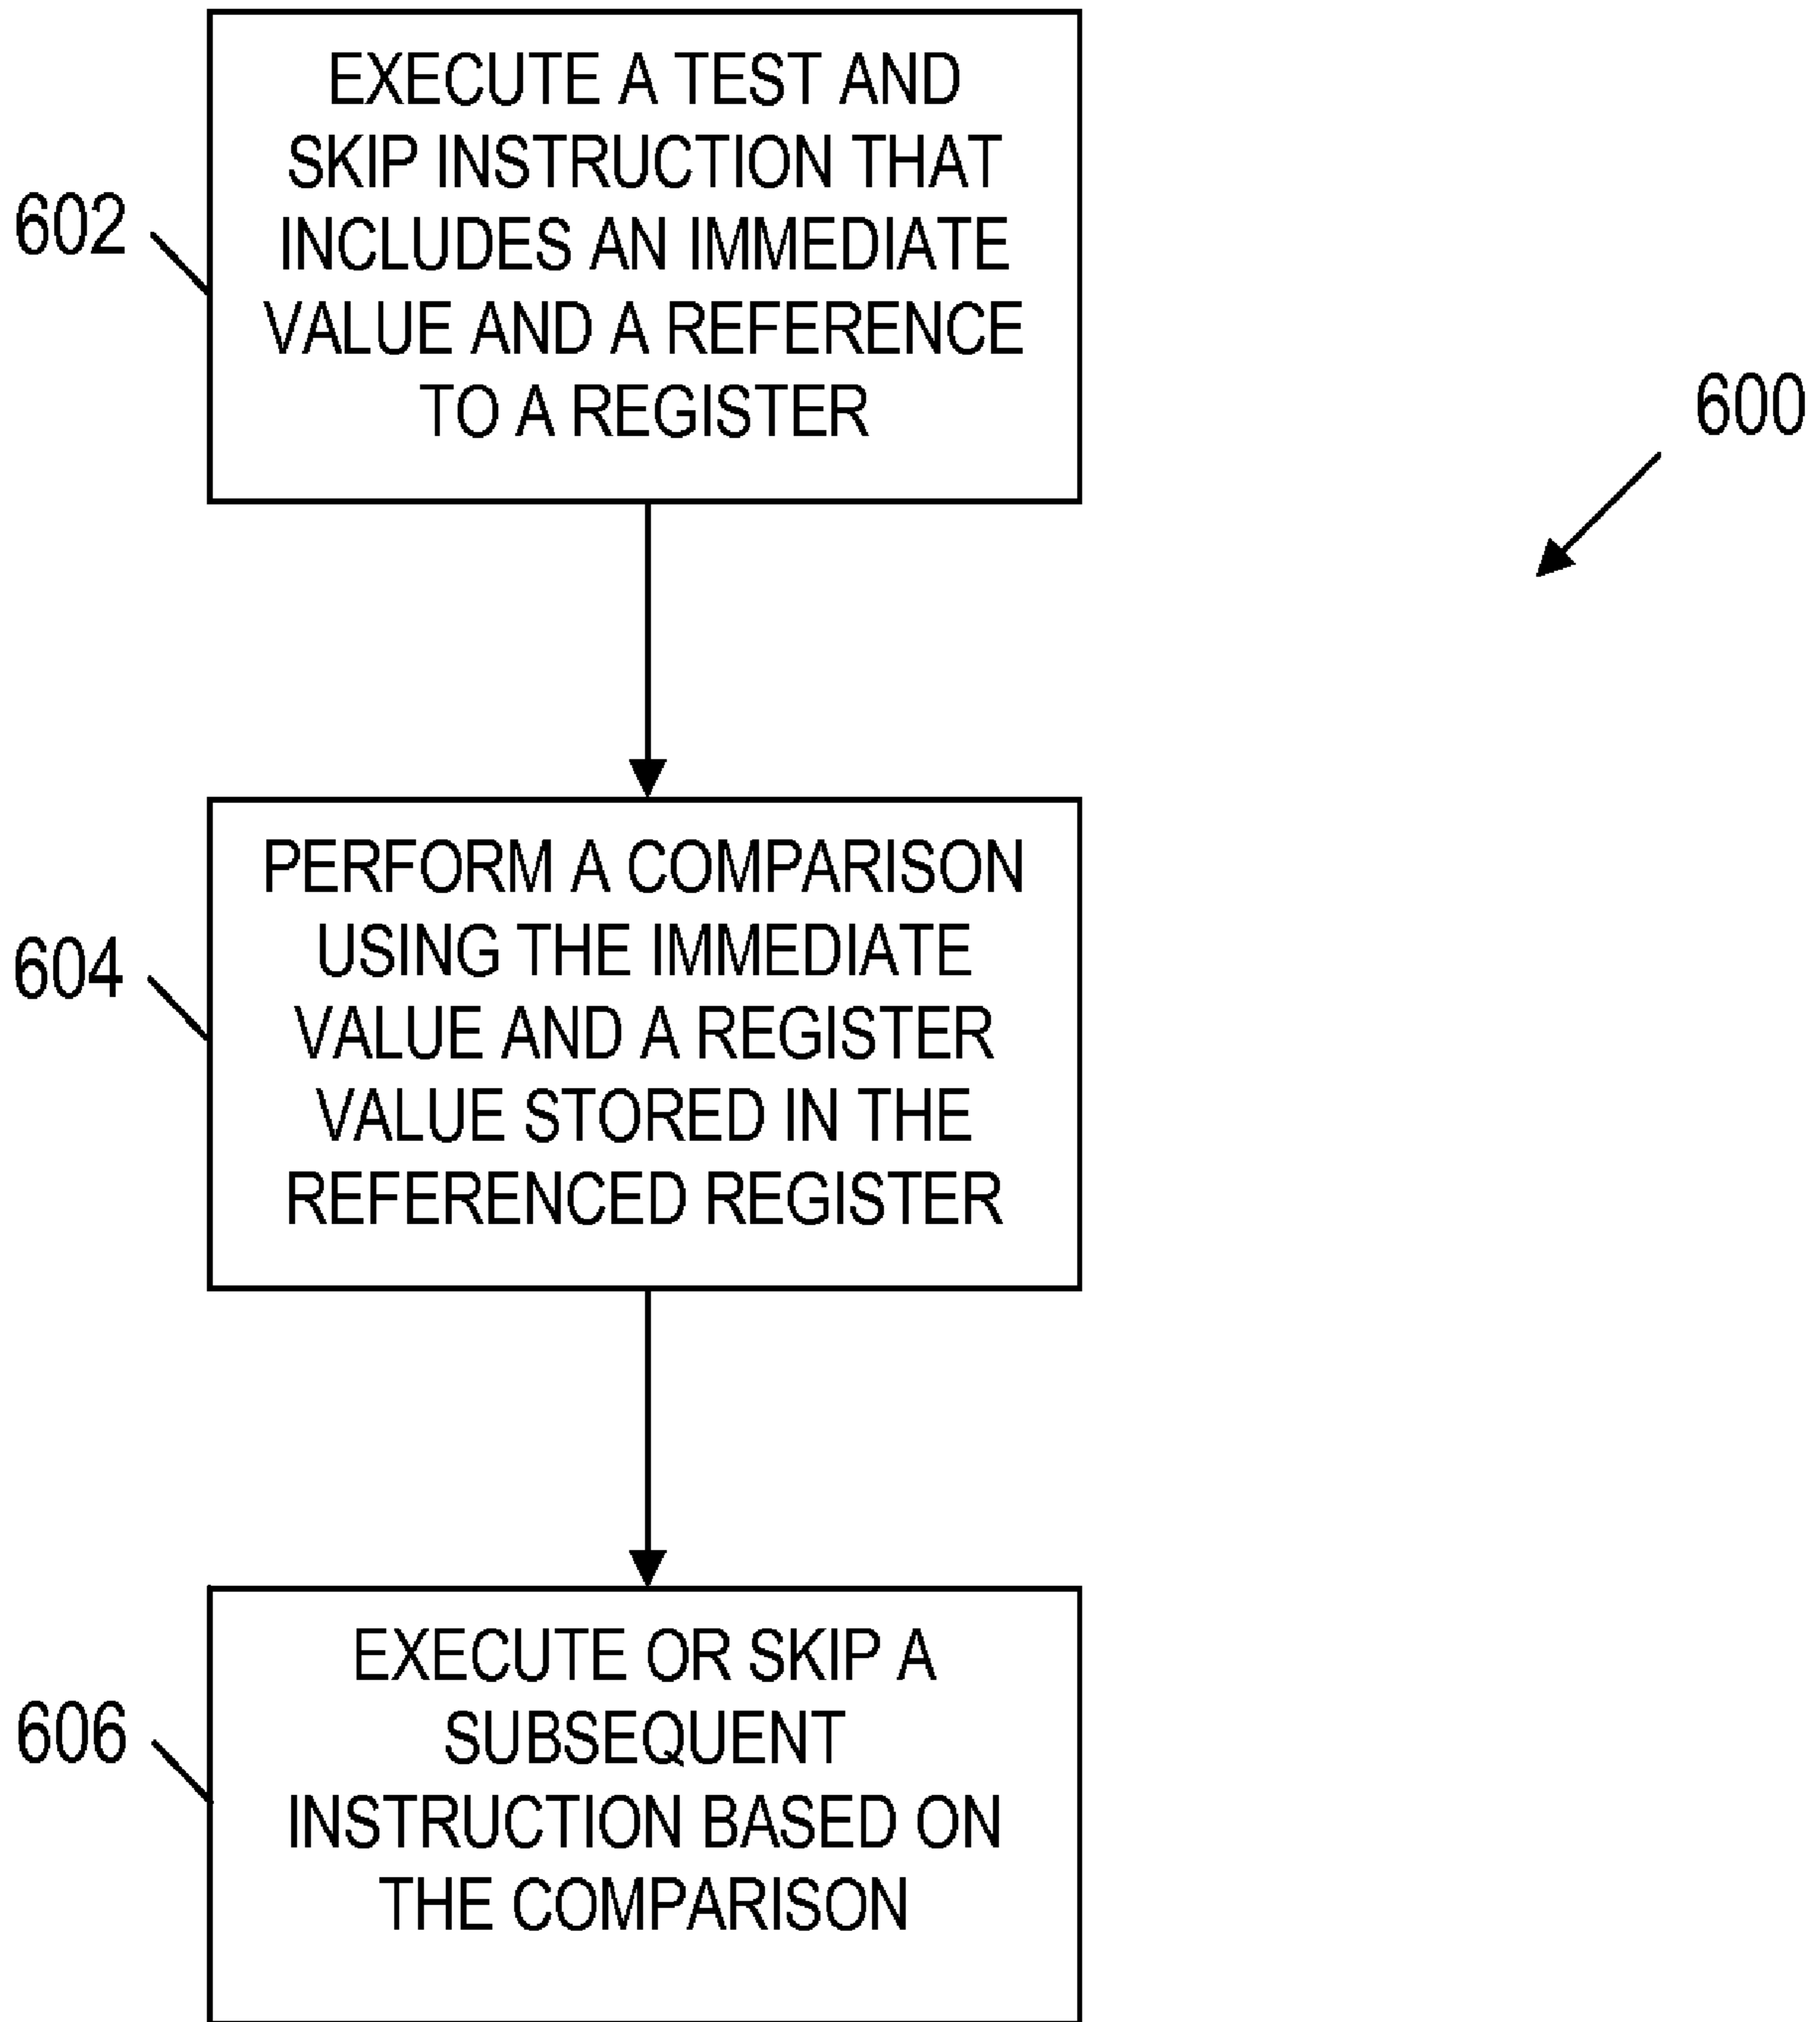 EXECUTE A TEST AND
SKIP INSTRUCTION THAT
INCLUDES AN IMMEDIATE
VALUE AND A REFERENCE
TO A REGISTER
602
600
PERFORM A COMPARISON
USING THE IMMEDIATE
VALUE AND A REGISTER
VALUE STORED IN THE
REFERENCED REGISTER
604
EXECUTE OR SKIP A
SUBSEQUENT
INSTRUCTION BASED ON
THE COMPARISON
606